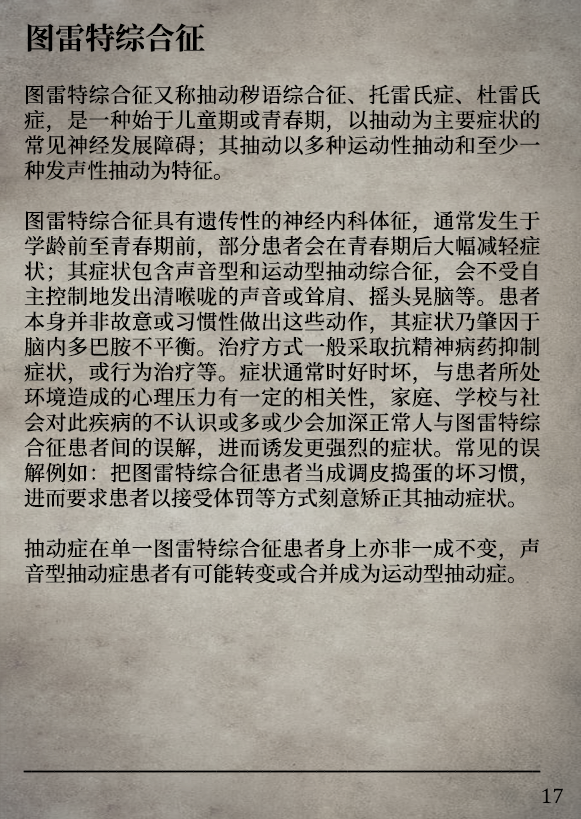 图雷特综合征
图雷特综合征又称抽动秽语综合征、托雷氏症、杜雷氏
症，是一种始于儿童期或青春期，以抽动为主要症状的
常见神经发展障碍；其抽动以多种运动性抽动和至少一
种发声性抽动为特征。
图雷特综合征具有遗传性的神经内科体征，通常发生于
学龄前至青春期前，部分患者会在青春期后大幅减轻症
状；其症状包含声音型和运动型抽动综合征，会不受自
主控制地发出清喉咙的声音或耸肩、摇头晃脑等。患者
本身并非故意或习惯性做出这些动作，其症状乃肇因于
脑内多巴胺不平衡。治疗方式一般采取抗精神病药抑制
症状，或行为治疗等。症状通常时好时坏，与患者所处
环境造成的心理压力有一定的相关性，家庭、学校与社
会对此疾病的不认识或多或少会加深正常人与图雷特综
合征患者间的误解，进而诱发更强烈的症状。常见的误
解例如：把图雷特综合征患者当成调皮捣蛋的坏习惯，
进而要求患者以接受体罚等方式刻意矫正其抽动症状。
抽动症在单一图雷特综合征患者身上亦非一成不变，声
音型抽动症患者有可能转变或合并成为运动型抽动症。
17